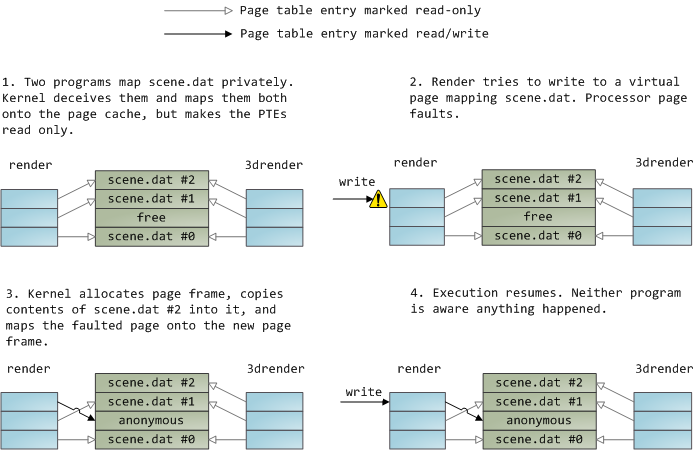 Page table entry marked read-only
Page table entry marked read/write
1. Two programs map scene.dat privately.
Kernel deceives them and maps them both
onto the page cache, but makes the PTEs
read only.
render
3drender
scene.dat #2
scene.dat #1
free
scene.dat #0
2. Render tries to write to a virtual
page mapping scene.dat. Processor page
faults.
render
3drender
write
scene.dat #2
scene.dat #1
free
scene.dat #0
3. Kernel allocates page frame, copies
contents of scene.dat #2 into it, and
maps the faulted page onto the new page
frame.
render
3drender
scene.dat #2
scene.dat #1
anonymous
scene.dat #0
4. Execution resumes. Neither program
is aware anything happened.
render
3drender
write
scene.dat #2
scene.dat #1
anonymous
scene.dat #0